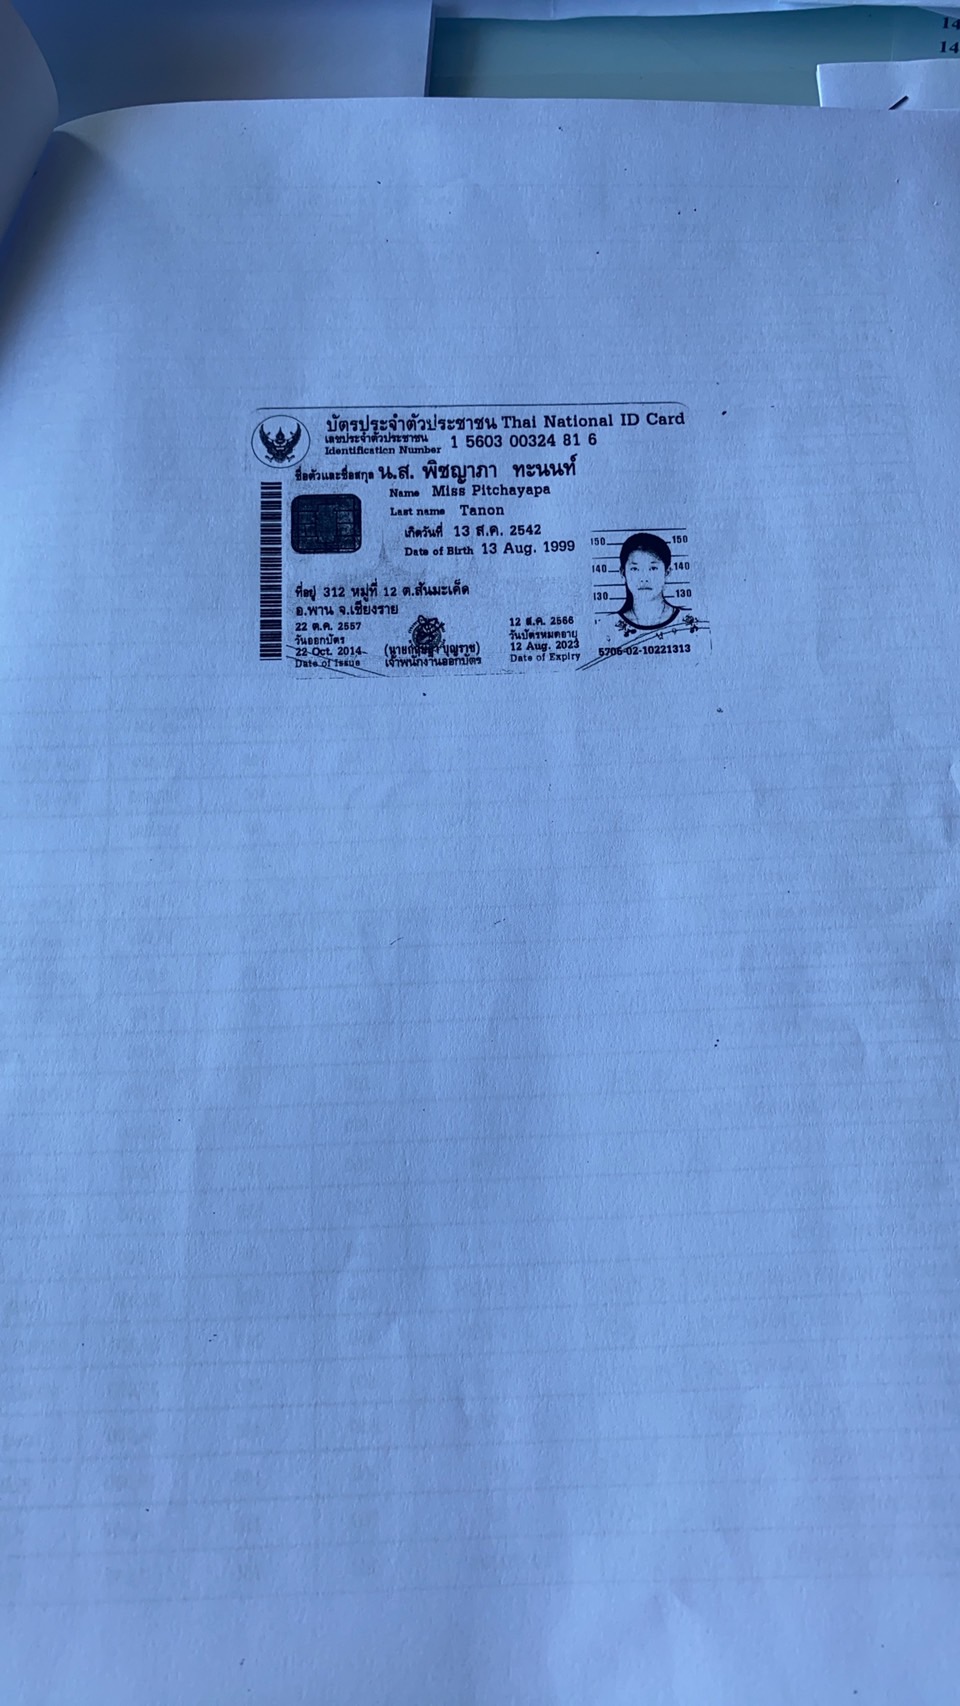 14
14
บัตรประจำตัวประชาชน Thai National ID Card
เลขประจำตัวประชาชน
Identification Number 1 5603 00324 81 6
ชื่อตัวและชื่อสกุล น.ส. พิชญาภา ทะนนท์
Name Miss Pitchayapa
Last name Tanon
เกิดวันที่ 13 ส.ค. 2542
Date of Birth 13 Aug. 1999
ที่อยู่ 312 หมู่ที่ 12 ต.สันมะเค็ด
อ.พาน จ.เชียงราย
22 ต.ค. 2557
วันออกบัตร
22 Oct. 2014
Date of Issue
เจ้าพนักงานออกบัตร
12 ส.ค. 2566
วันบัตรหมดอายุ
12 Aug. 2023
Date of Expiry
150 150
140 140
130 130
5706-02-10221313